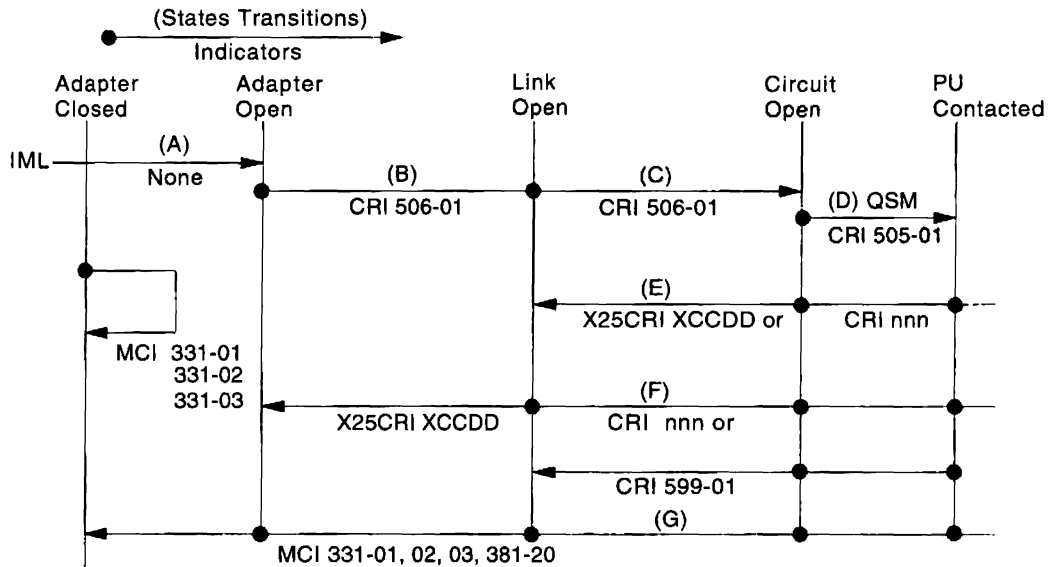 (States Transitions)
Indicators
Adapter Closed
Adapter Open
Link Open
Circuit Open
PU Contacted
IML
(A)
None
(B)
CRI 506-01
(C)
CRI 506-01
(D) QSM
CRI 505-01
(E)
X25CRI XCCDD or
CRI nnn
MCI 331-01
331-02
331-03
(F)
X25CRI XCCDD
CRI nnn or
CRI 599-01
(G)
MCI 331-01, 02, 03, 381-20